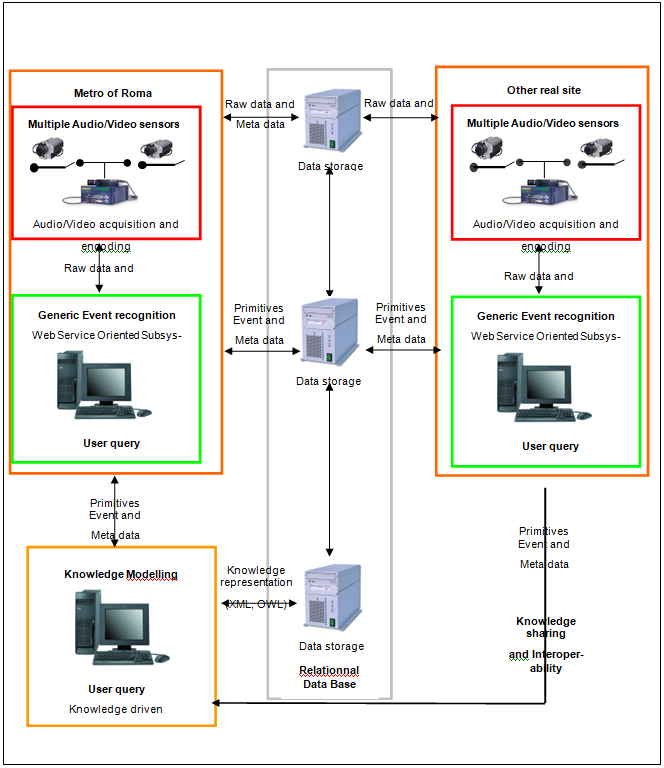 Metro of Roma
Multiple Audio/Video sensors
Audio/Video acquisition and
encoding
Raw data and
Generic Event recognition
Web Service Oriented Subsys-
User query
Primitives
Event and
Meta data
Knowledge Modelling
User query
Knowledge driven
Raw data and
Meta data
Primitives
Event and
Meta data
Knowledge
representation
(XML, OWL)
Data storage
Data storage
Data storage
Relationnal
Data Base
Raw data and
Primitives
Event and
Meta data
Other real site
Multiple Audio/Video sensors
Audio/Video acquisition and
encoding
Raw data and
Generic Event recognition
Web Service Oriented Subsys-
User query
Primitives
Event and
Meta data
Knowledge
sharing
and Interoper-
ability